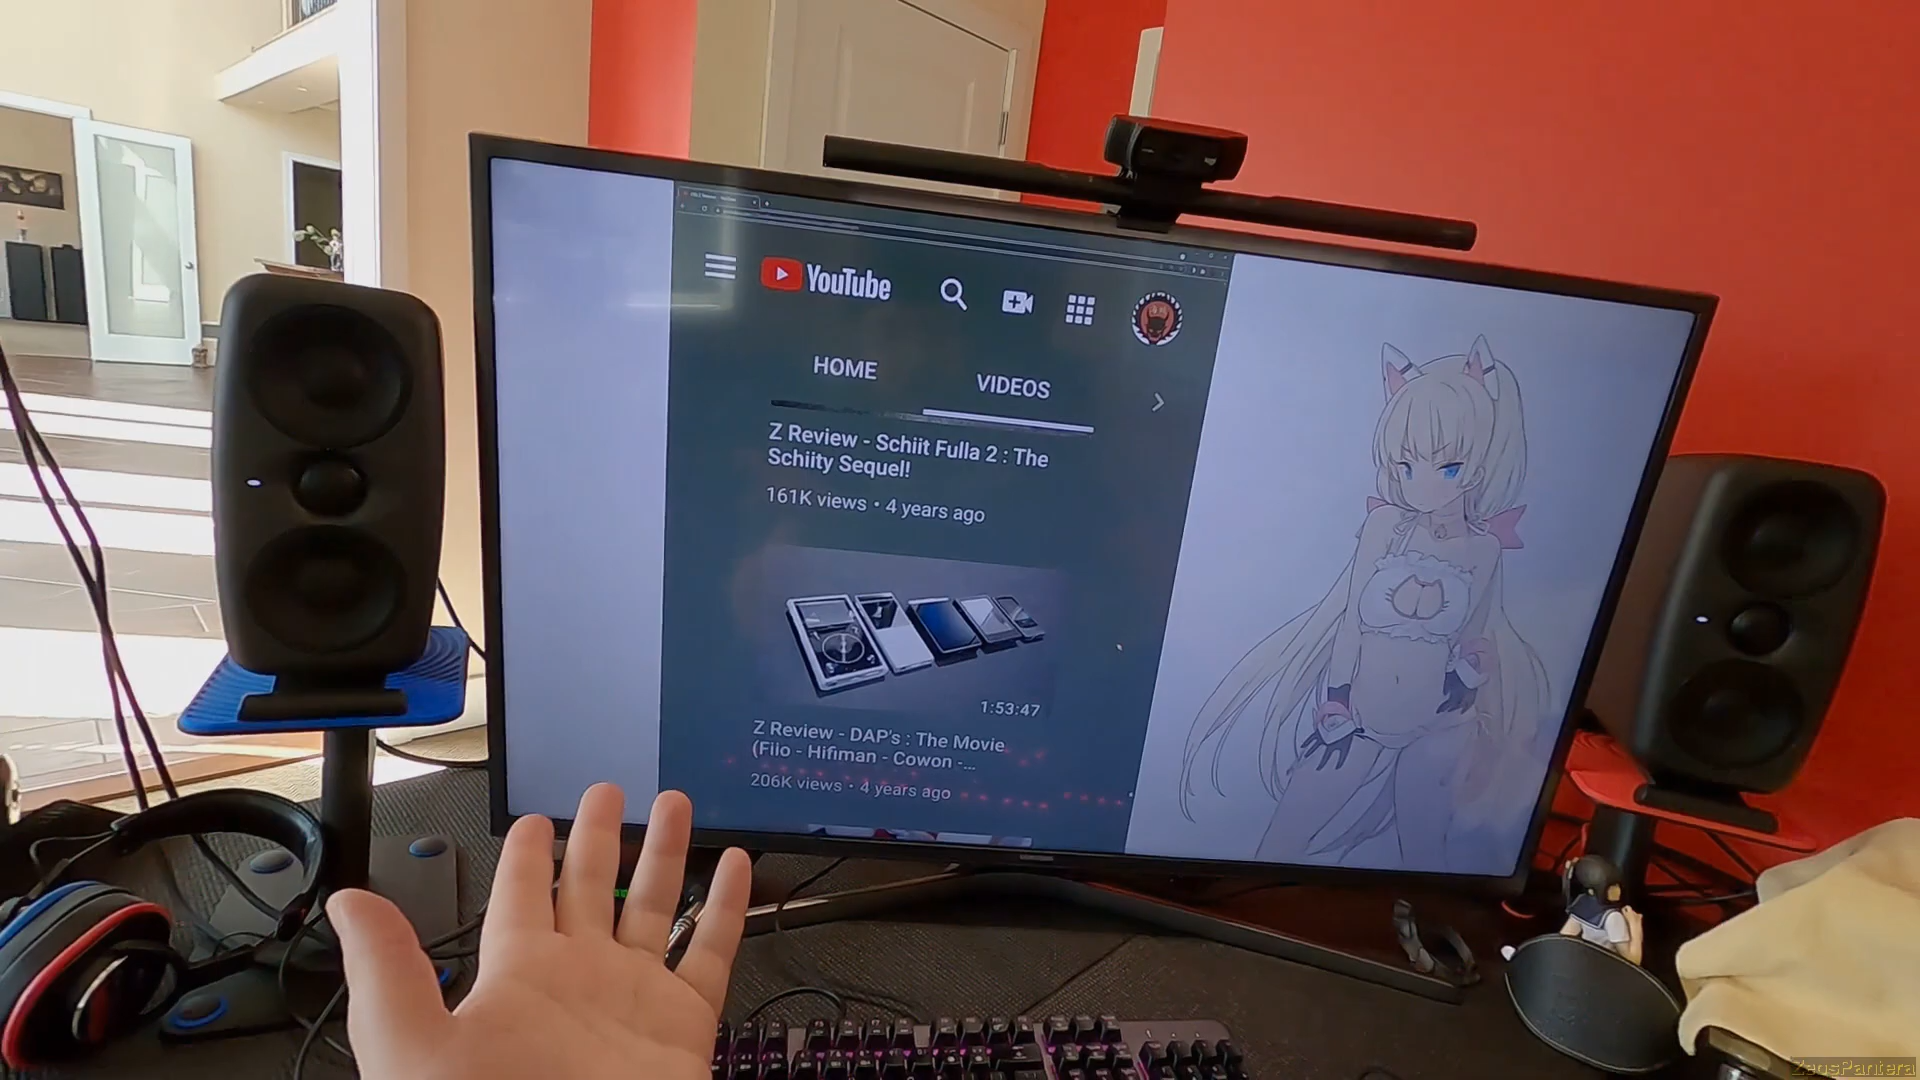 YouTube
HOME
VIDEOS
Z Review - Schiit Fulla 2 : The
Schiity Sequel!
161K views • 4 years ago
1:53:47
Z Review - DAP's : The Movie
(Fiio - Hifiman - Cowon -...
206K views • 4 years ago
ZeosPantera